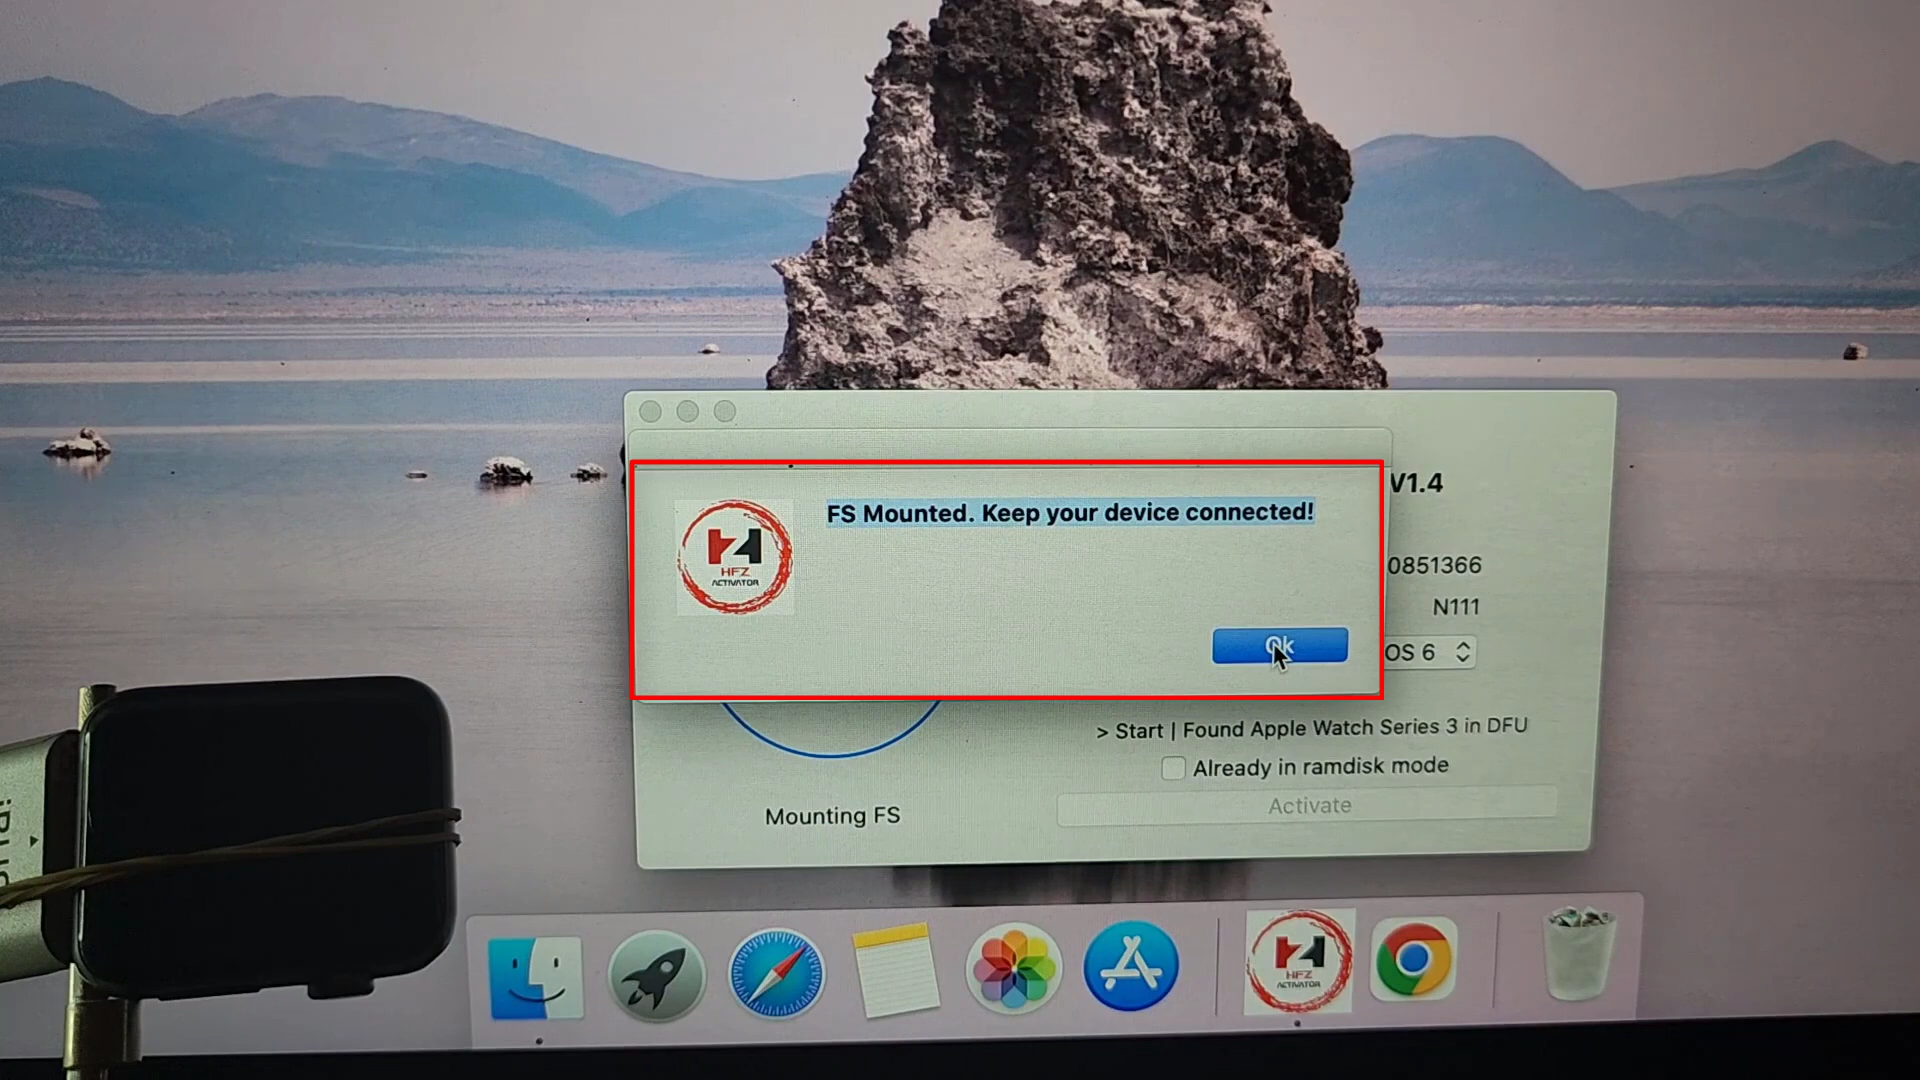 V1.4
FS Mounted. Keep your device connected!
HFZ
ACTIVATOR
0851366
N111
Ok
OS 6
> Start | Found Apple Watch Series 3 in DFU
Already in ramdisk mode
Activate
Mounting FS
HFZ
ACTIVATOR